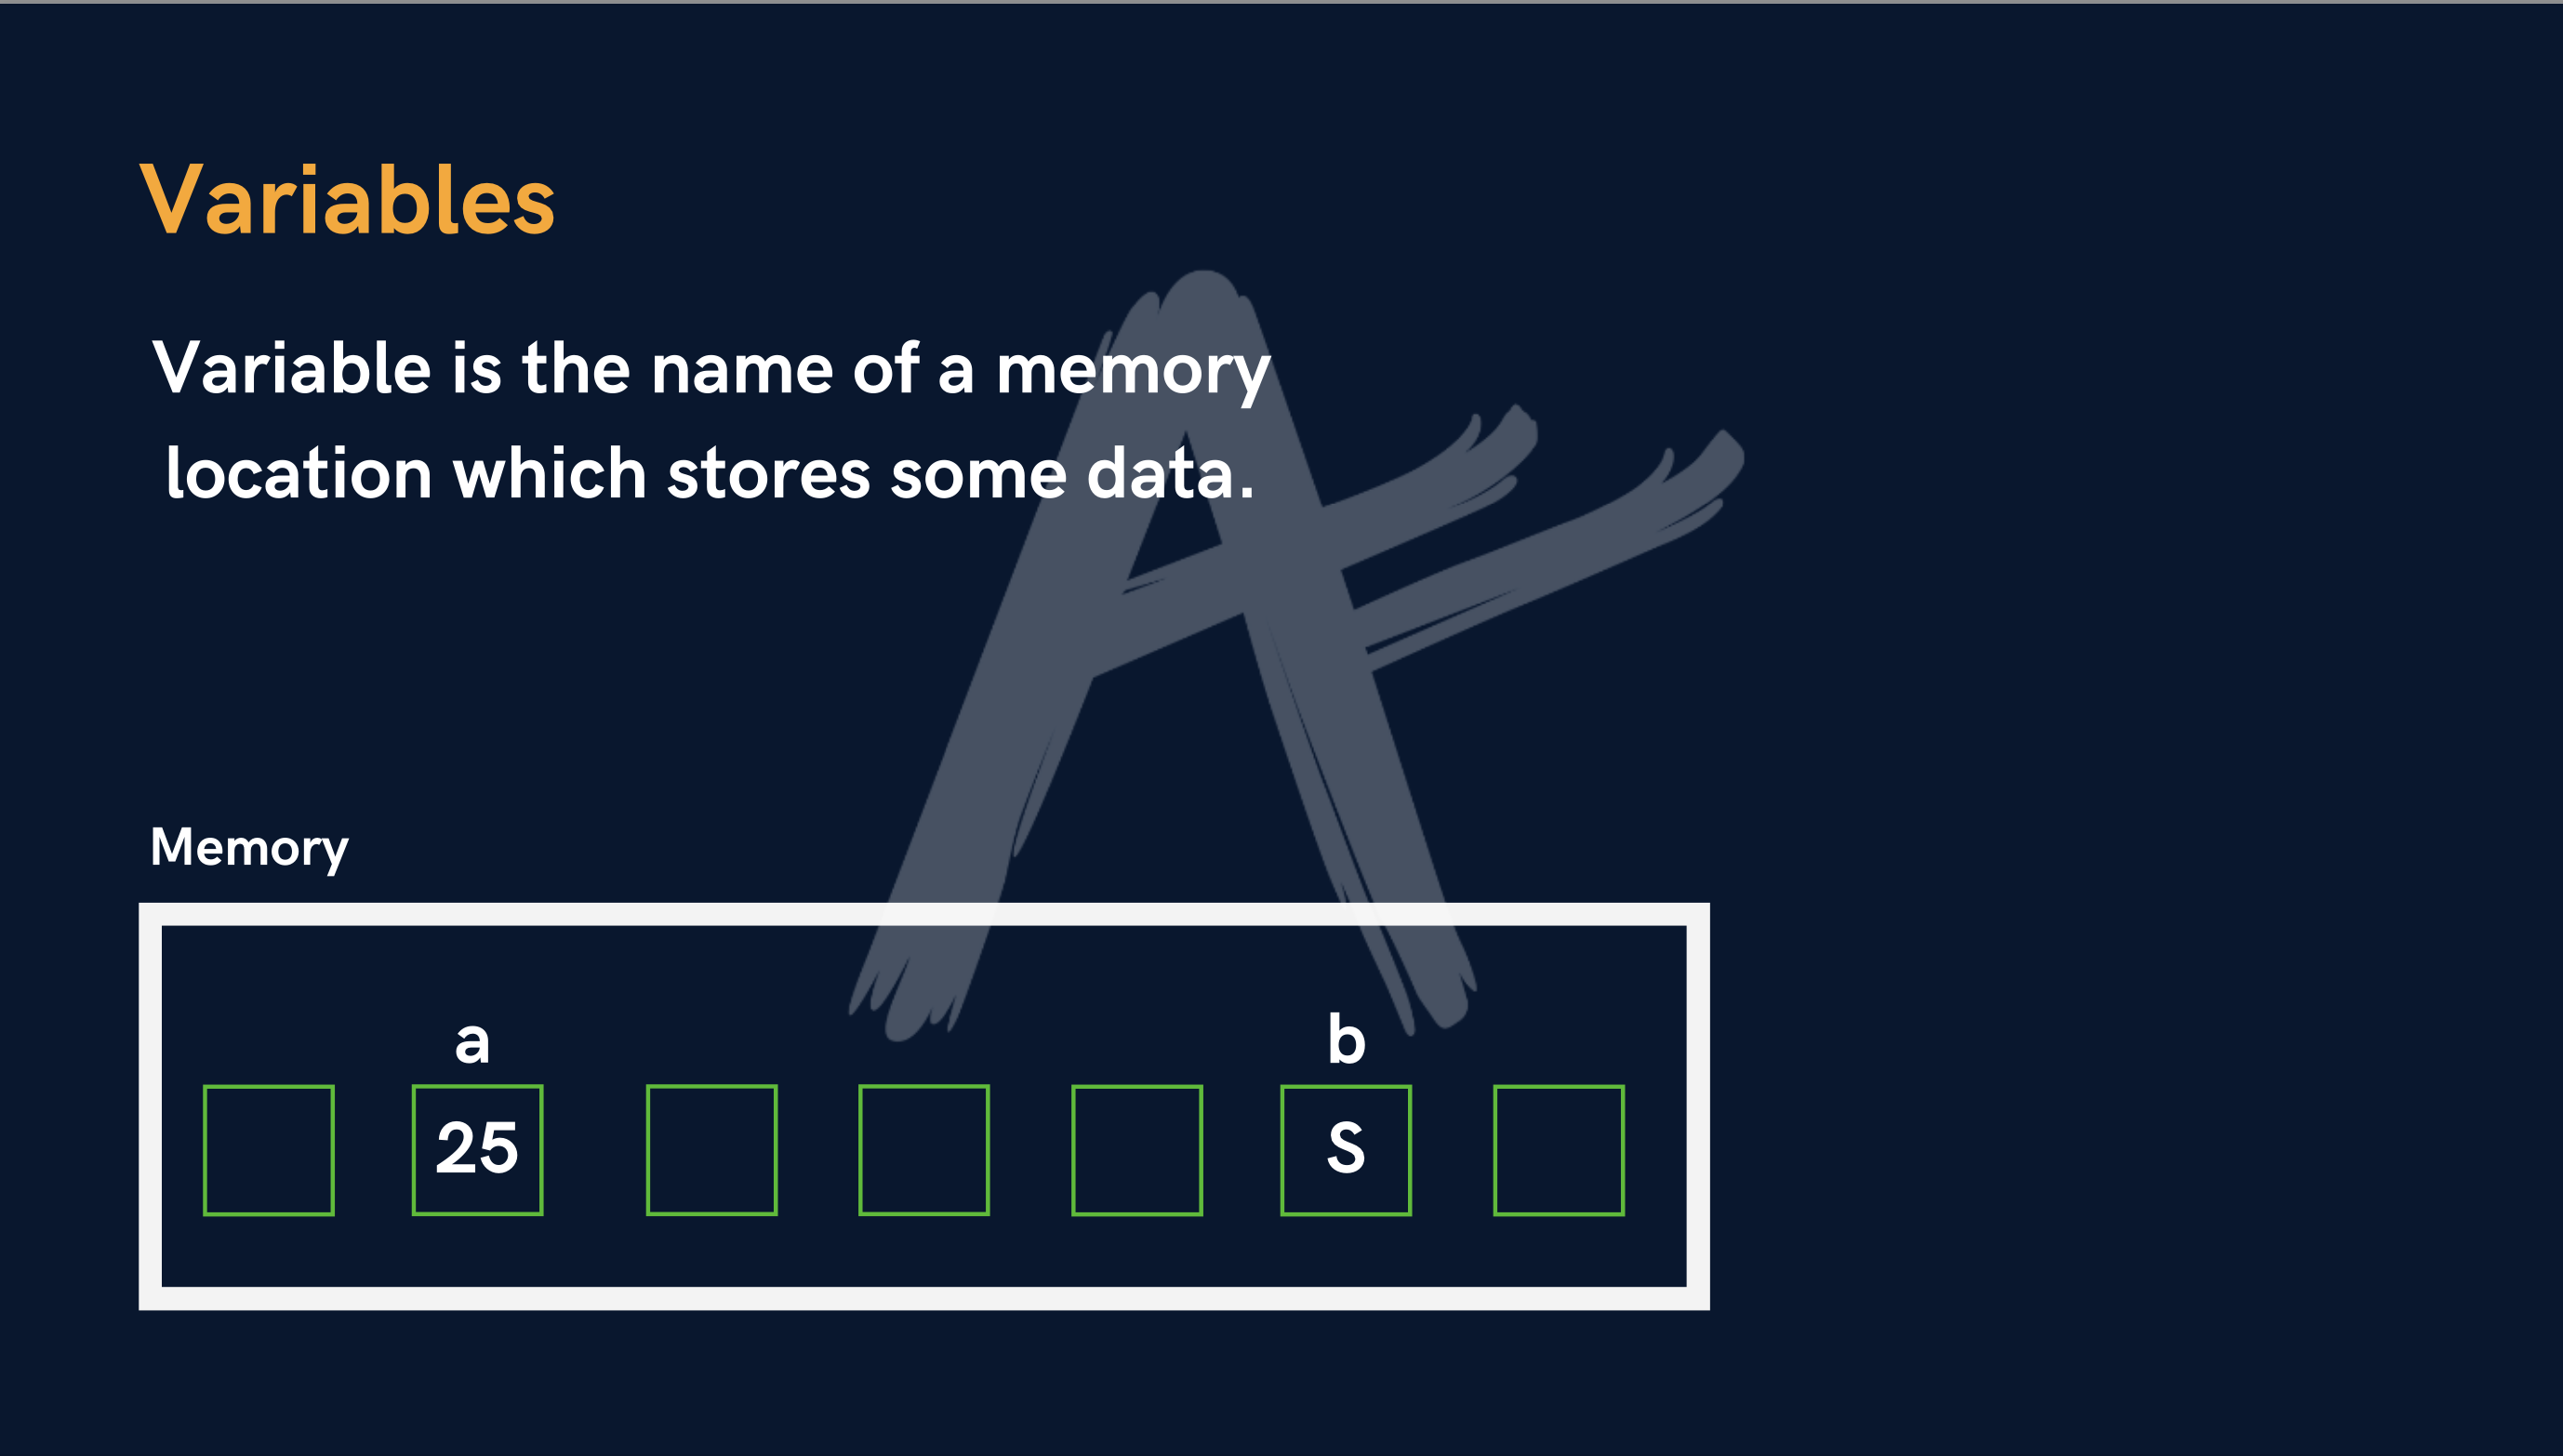 Variables
Variable is the name of a memory
location which stores some data.
Memory
a b
25 S